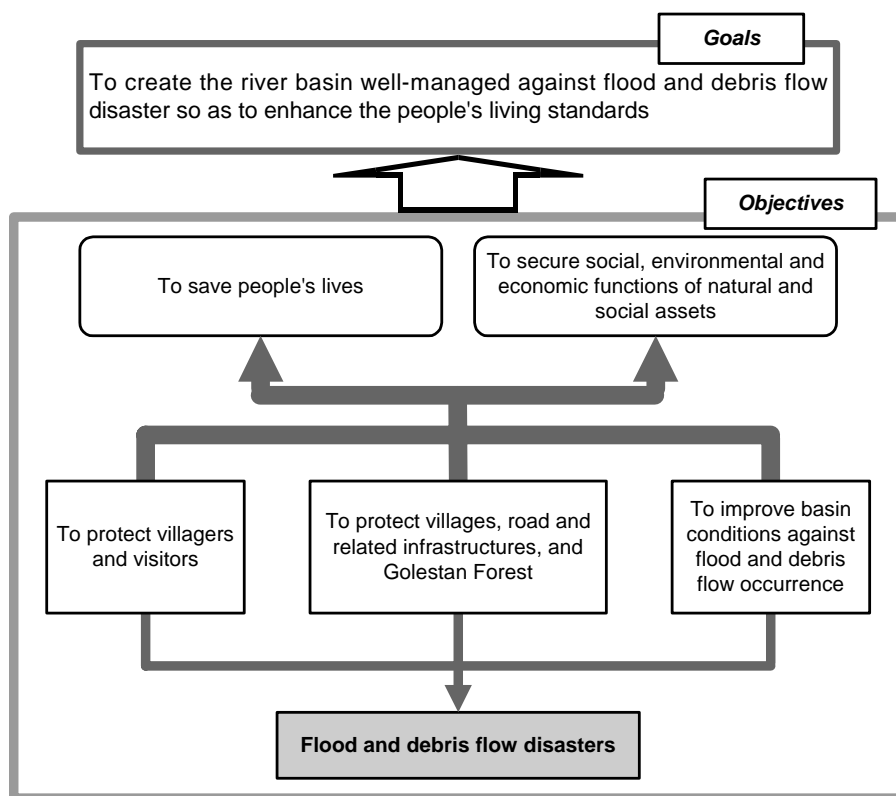 Goals
To create the river basin well-managed against flood and debris flow
disaster so as to enhance the people's living standards
Objectives
To save people's lives
To secure social, environmental and
economic functions of natural and
social assets
To protect villagers
and visitors
To protect villages, road and
related infrastructures, and
Golestan Forest
To improve basin
conditions against
flood and debris
flow occurrence
Flood and debris flow disasters